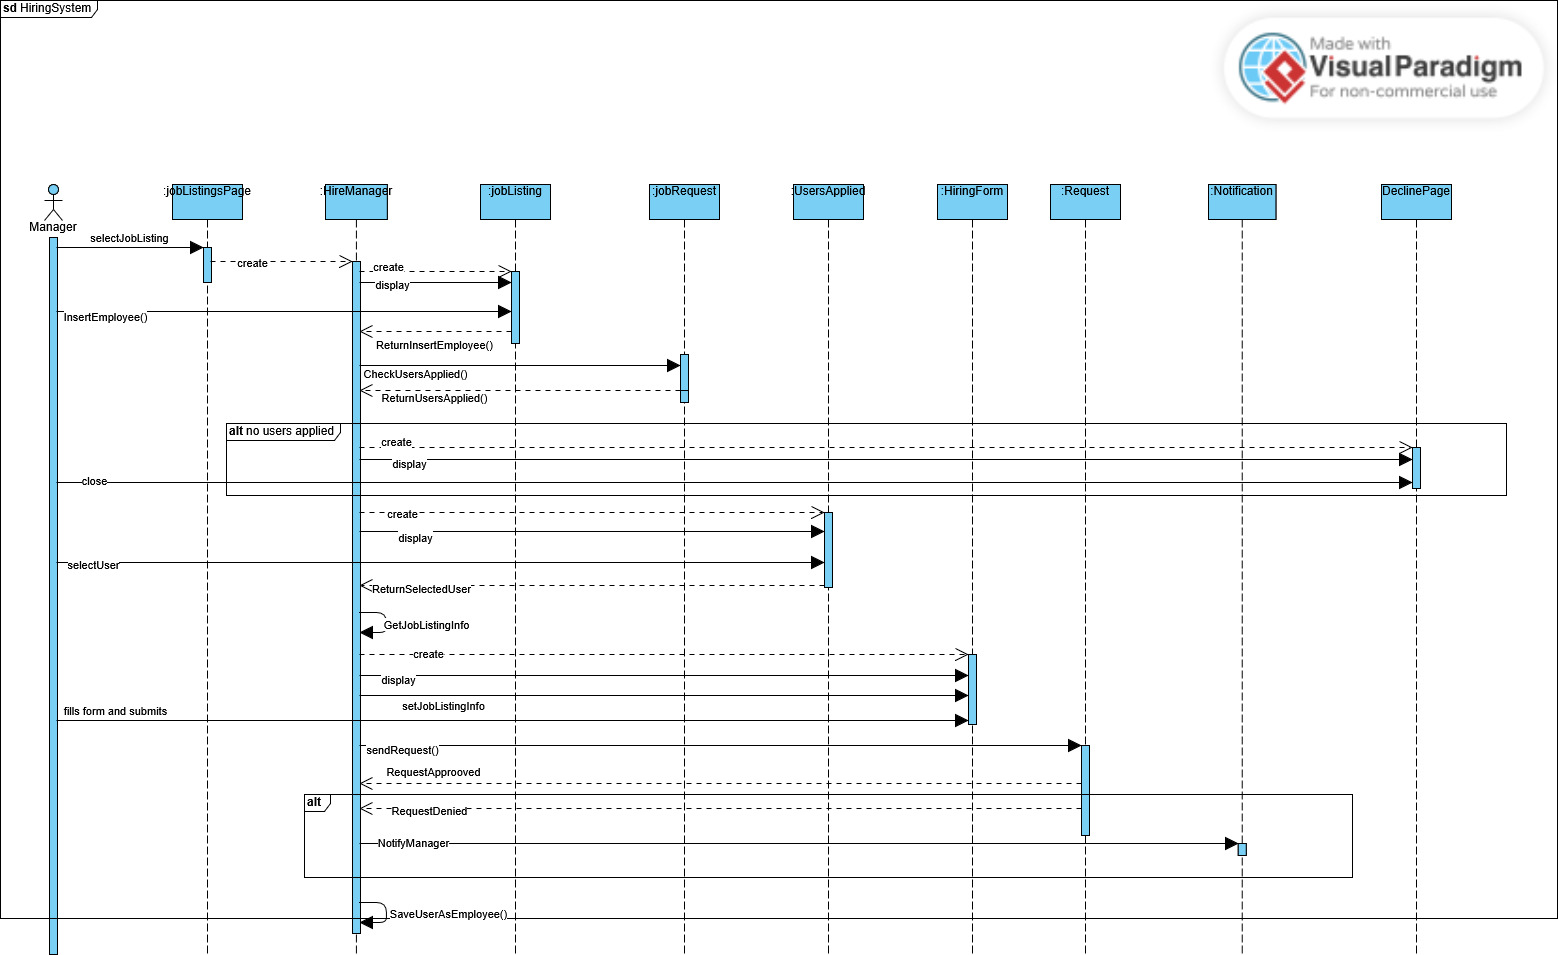 sd HiringSystem
Made with
Visual Paradigm
For non-commercial use
:jobListingsPage
:HireManager
:jobListing
:jobRequest
:UsersApplied
:HiringForm
:Request
:Notification
DeclinePage
Manager
selectJobListing
create
create
display
InsertEmployee()
ReturnInsertEmployee()
CheckUsersApplied()
ReturnUsersApplied()
alt no users applied
create
display
close
create
display
selectUser
ReturnSelectedUser
GetJobListingInfo
create
display
setJobListingInfo
fills form and submits
sendRequest()
RequestApprooved
alt
RequestDenied
NotifyManager
SaveUserAsEmployee()